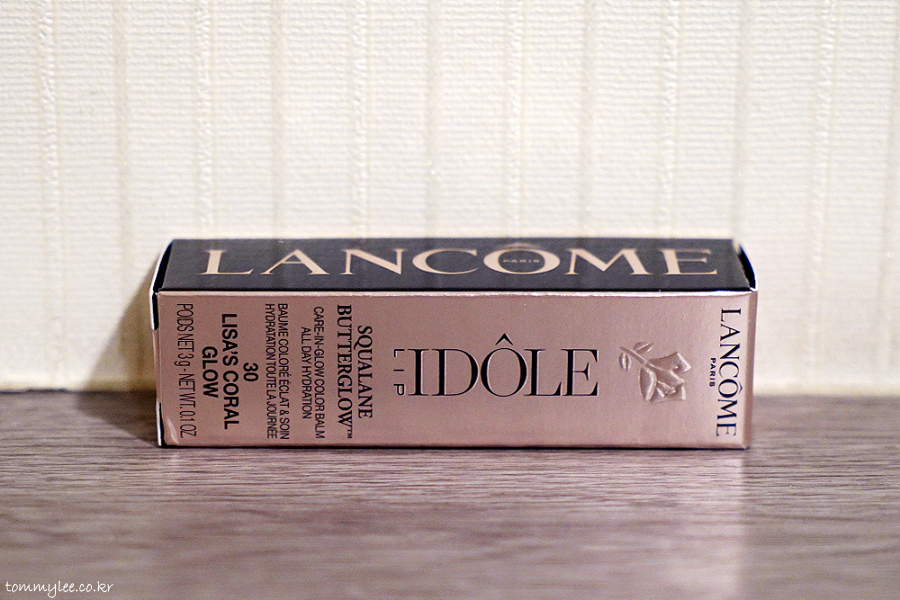 LANCÔME
PARIS
LANCÔME
PARIS
LIP
IDÔLE
SQUALANE
BUTTERGLOW™
CARE-IN-GLOW COLOR BALM
ALL DAY HYDRATION
BAUME COLORÉ ÉCLAT & SOIN
HYDRATATION TOUTE LA JOURNÉE
30
LISA'S CORAL
GLOW
POIDS NET 3 g - NET WT. 0.1 OZ
tommylee.co.kr